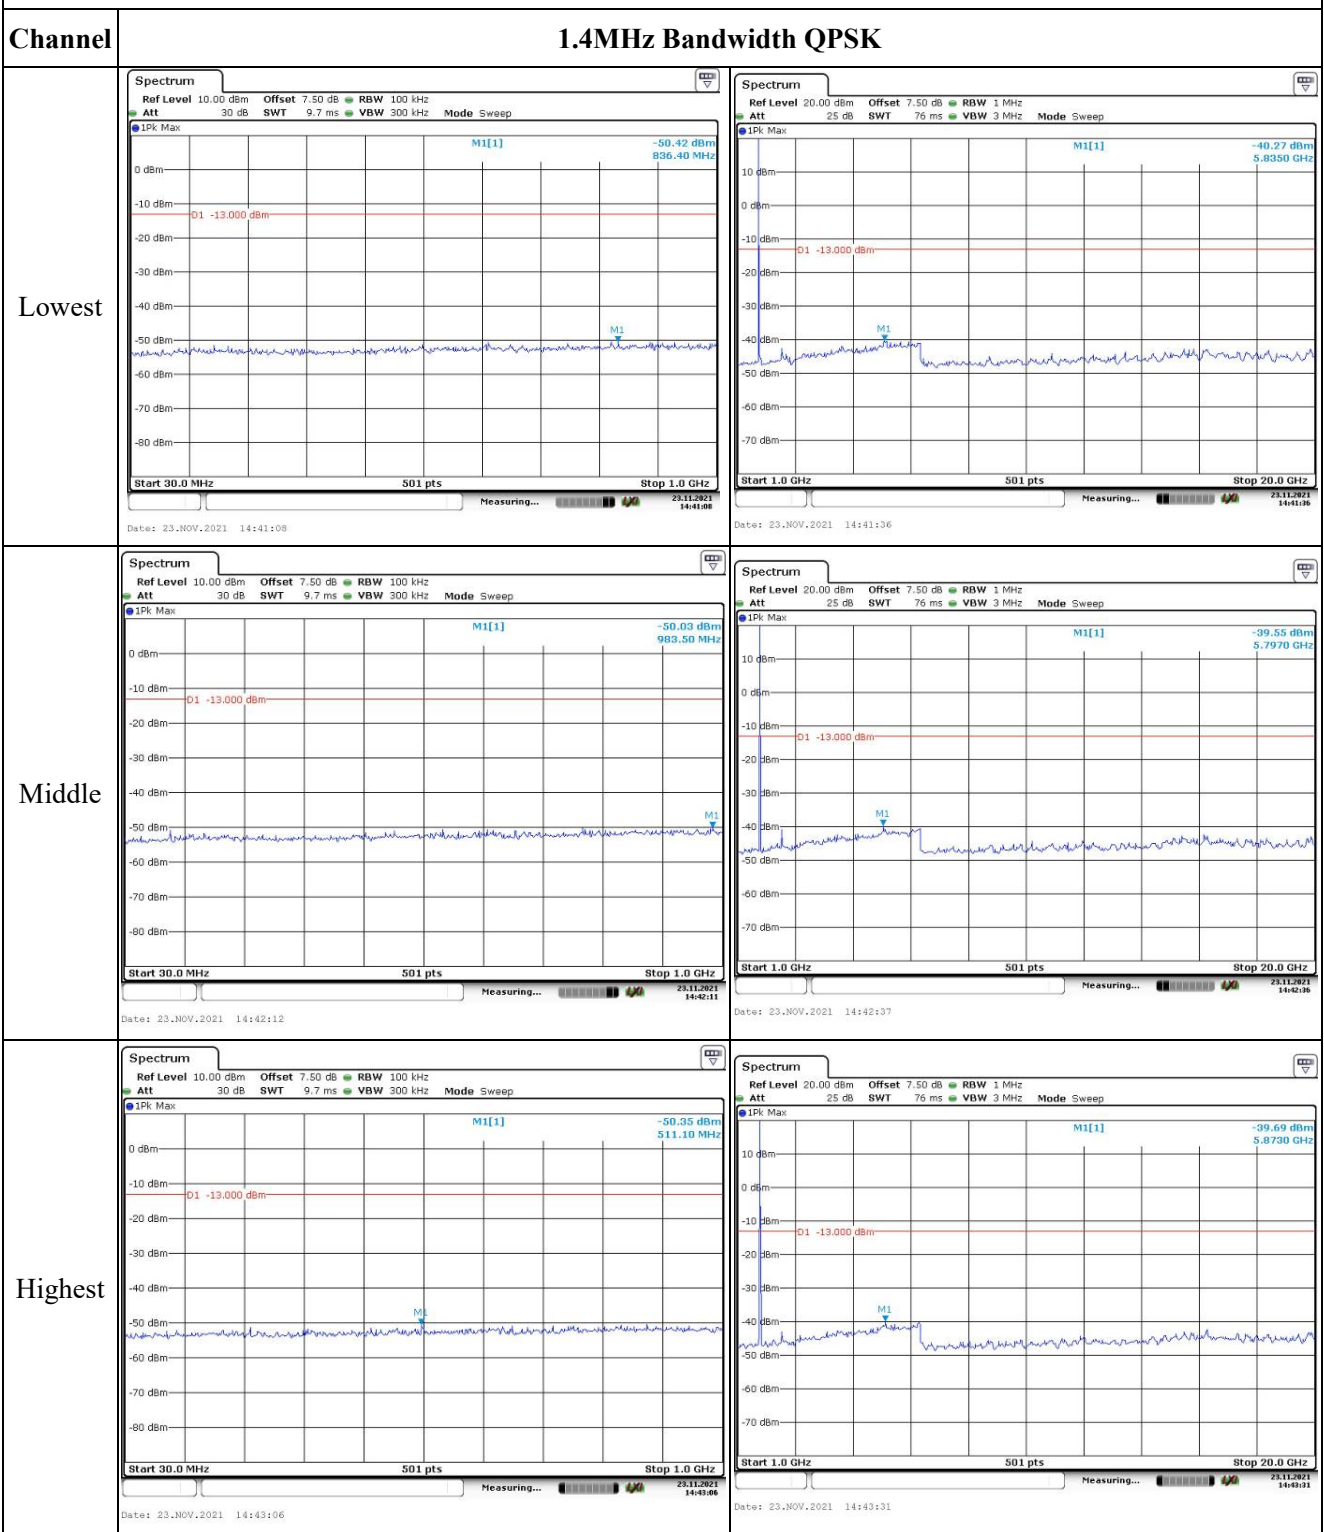 Channel 1.4MHz Bandwidth QPSK
Lowest
Spectrum
Ref Level 10.00 dBm Offset 7.50 dB RBW 100 kHz
Att 30 dB SWT 9.7 ms VBW 300 kHz Mode Sweep
1Pk Max
M1[1] -50.42 dBm
836.40 MHz
0 dBm
-10 dBm
D1 -13.000 dBm
-20 dBm
-30 dBm
-40 dBm
M1
-50 dBm
-60 dBm
-70 dBm
-80 dBm
Start 30.0 MHz 501 pts Stop 1.0 GHz
Measuring... 23.11.2021
14:41:08
Date: 23.NOV.2021 14:41:08
Spectrum
Ref Level 20.00 dBm Offset 7.50 dB RBW 1 MHz
Att 25 dB SWT 76 ms VBW 3 MHz Mode Sweep
1Pk Max
M1[1] -40.27 dBm
5.8350 GHz
10 dBm
0 dBm
-10 dBm
D1 -13.000 dBm
-20 dBm
-30 dBm
M1
-40 dBm
-50 dBm
-60 dBm
-70 dBm
Start 1.0 GHz 501 pts Stop 20.0 GHz
Measuring... 23.11.2021
14:41:36
Date: 23.NOV.2021 14:41:36
Middle
Spectrum
Ref Level 10.00 dBm Offset 7.50 dB RBW 100 kHz
Att 30 dB SWT 9.7 ms VBW 300 kHz Mode Sweep
1Pk Max
M1[1] -50.03 dBm
983.50 MHz
0 dBm
-10 dBm
D1 -13.000 dBm
-20 dBm
-30 dBm
-40 dBm
M1
-50 dBm
-60 dBm
-70 dBm
-80 dBm
Start 30.0 MHz 501 pts Stop 1.0 GHz
Measuring... 23.11.2021
14:42:11
Date: 23.NOV.2021 14:42:12
Spectrum
Ref Level 20.00 dBm Offset 7.50 dB RBW 1 MHz
Att 25 dB SWT 76 ms VBW 3 MHz Mode Sweep
1Pk Max
M1[1] -39.55 dBm
5.7970 GHz
10 dBm
0 dBm
-10 dBm
D1 -13.000 dBm
-20 dBm
-30 dBm
M1
-40 dBm
-50 dBm
-60 dBm
-70 dBm
Start 1.0 GHz 501 pts Stop 20.0 GHz
Measuring... 23.11.2021
14:42:36
Date: 23.NOV.2021 14:42:37
Highest
Spectrum
Ref Level 10.00 dBm Offset 7.50 dB RBW 100 kHz
Att 30 dB SWT 9.7 ms VBW 300 kHz Mode Sweep
1Pk Max
M1[1] -50.35 dBm
511.10 MHz
0 dBm
-10 dBm
D1 -13.000 dBm
-20 dBm
-30 dBm
-40 dBm
M1
-50 dBm
-60 dBm
-70 dBm
-80 dBm
Start 30.0 MHz 501 pts Stop 1.0 GHz
Measuring... 23.11.2021
14:43:06
Date: 23.NOV.2021 14:43:06
Spectrum
Ref Level 20.00 dBm Offset 7.50 dB RBW 1 MHz
Att 25 dB SWT 76 ms VBW 3 MHz Mode Sweep
1Pk Max
M1[1] -39.69 dBm
5.8730 GHz
10 dBm
0 dBm
-10 dBm
D1 -13.000 dBm
-20 dBm
-30 dBm
M1
-40 dBm
-50 dBm
-60 dBm
-70 dBm
Start 1.0 GHz 501 pts Stop 20.0 GHz
Measuring... 23.11.2021
14:43:31
Date: 23.NOV.2021 14:43:31